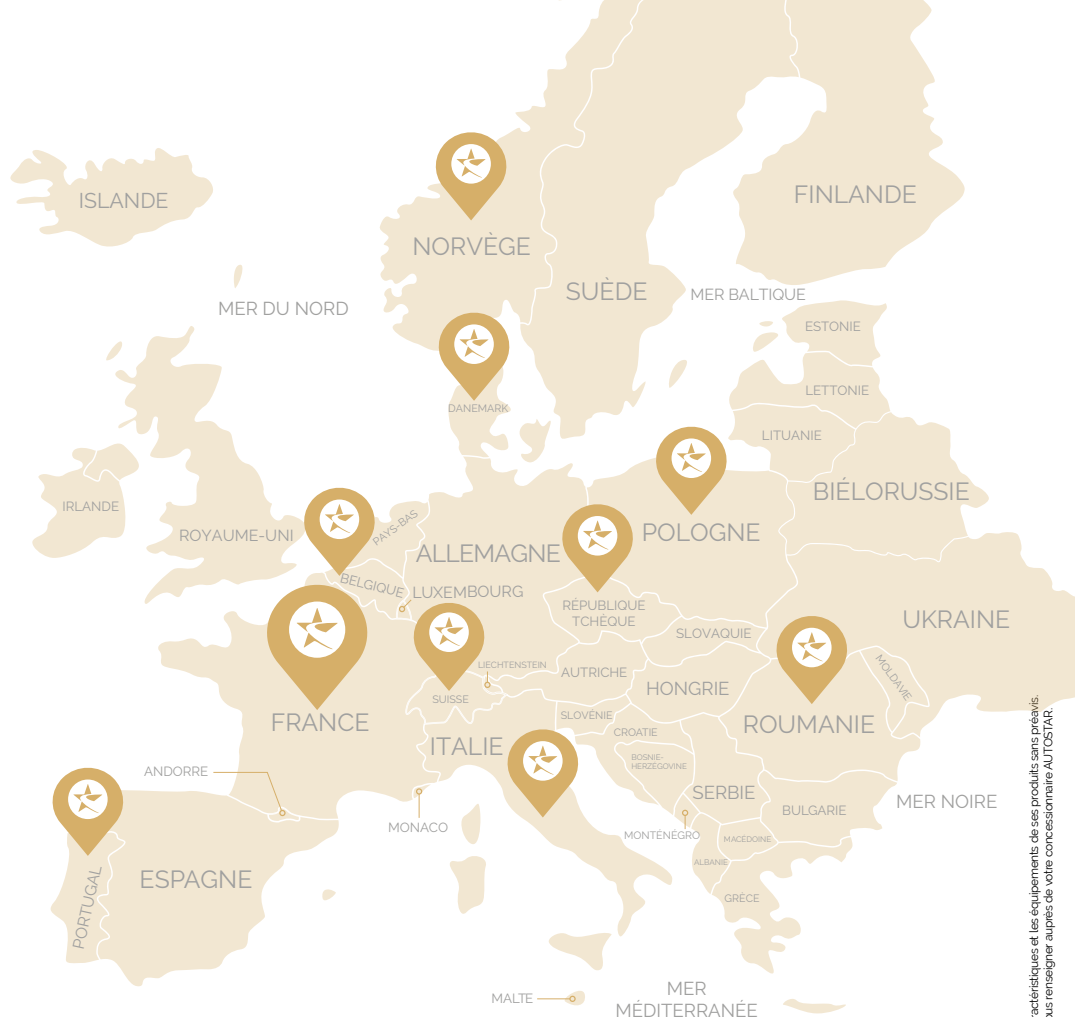 ISLANDE
FINLANDE
NORVÈGE
SUÈDE
MER BALTIQUE
MER DU NORD
ESTONIE
LETTONIE
DANEMARK
LITUANIE
BIÉLORUSSIE
IRLANDE
ROYAUME-UNI
PAYS-BAS
POLOGNE
ALLEMAGNE
BELGIQUE
LUXEMBOURG
RÉPUBLIQUE
TCHÈQUE
UKRAINE
SLOVAQUIE
LIECHTENSTEIN
AUTRICHE
MOLDAVIE
HONGRIE
SUISSE
SLOVÉNIE
FRANCE
ROUMANIE
CROATIE
ITALIE
BOSNIE-
HERZÉGOVINE
ANDORRE
SERBIE
MER NOIRE
BULGARIE
MONACO
MONTÉNÉGRO
MACÉDOINE
ALBANIE
ESPAGNE
PORTUGAL
GRÈCE
MER
MÉDITERRANÉE
MALTE
et les équipements de ses produits sans préavis.
renseigner auprès de votre concessionnaire AUTOSTAR.